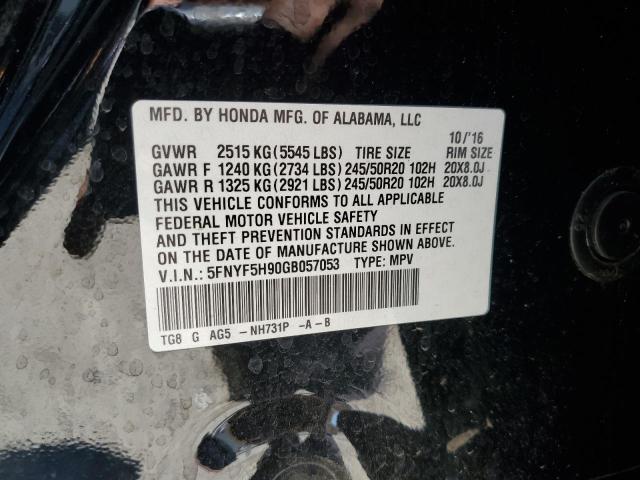 MFD. BY HONDA MFG. OF ALABAMA, LLC
10/'16
GVWR 2515 KG (5545 LBS) TIRE SIZE RIM SIZE
GAWR F 1240 KG (2734 LBS) 245/50R20 102H 20X8.0J
GAWR R 1325 KG (2921 LBS) 245/50R20 102H 20X8.0J
THIS VEHICLE CONFORMS TO ALL APPLICABLE
FEDERAL MOTOR VEHICLE SAFETY
AND THEFT PREVENTION STANDARDS IN EFFECT
ON THE DATE OF MANUFACTURE SHOWN ABOVE.
V.I.N.: 5FNYF5H90GB057053 TYPE: MPV
TG8 G AG5 -NH731P -A-B